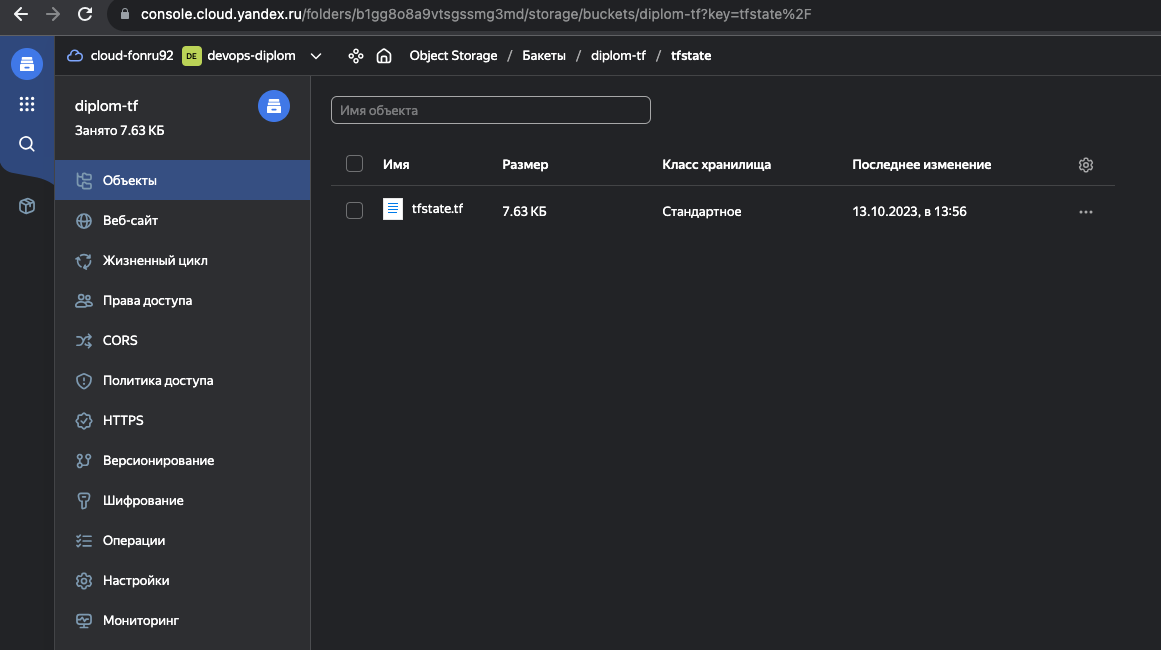 console.cloud.yandex.ru/folders/b1gg8o8a9vtsgssmg3md/storage/buckets/diplom-tf?key=tfstate%2F
cloud-fonru92 DE devops-diplom Object Storage / Бакеты / diplom-tf / tfstate
diplom-tf
Занято 7.63 КБ
Объекты
Веб-сайт
Жизненный цикл
Права доступа
CORS
Политика доступа
HTTPS
Версионирование
Шифрование
Операции
Настройки
Мониторинг
Имя объекта
Имя Размер Класс хранилища Последнее изменение
tfstate.tf 7.63 КБ Стандартное 13.10.2023, в 13:56